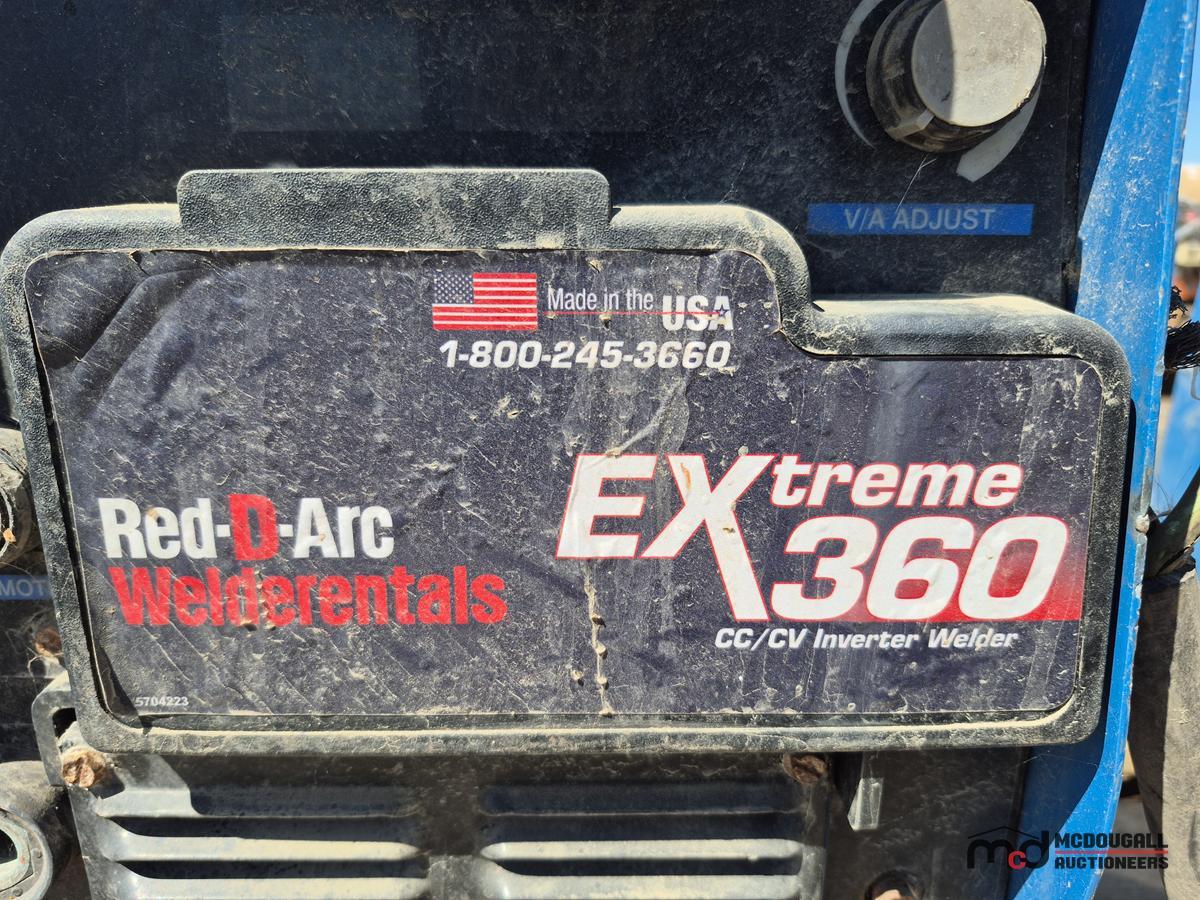 V/A ADJUST
Made in the USA
1-800-245-3660
EXtreme
360
CC/CV Inverter Welder
Red-D-Arc
Welderentals
5704223
MCDOUGALL
AUCTIONEERS
mcd